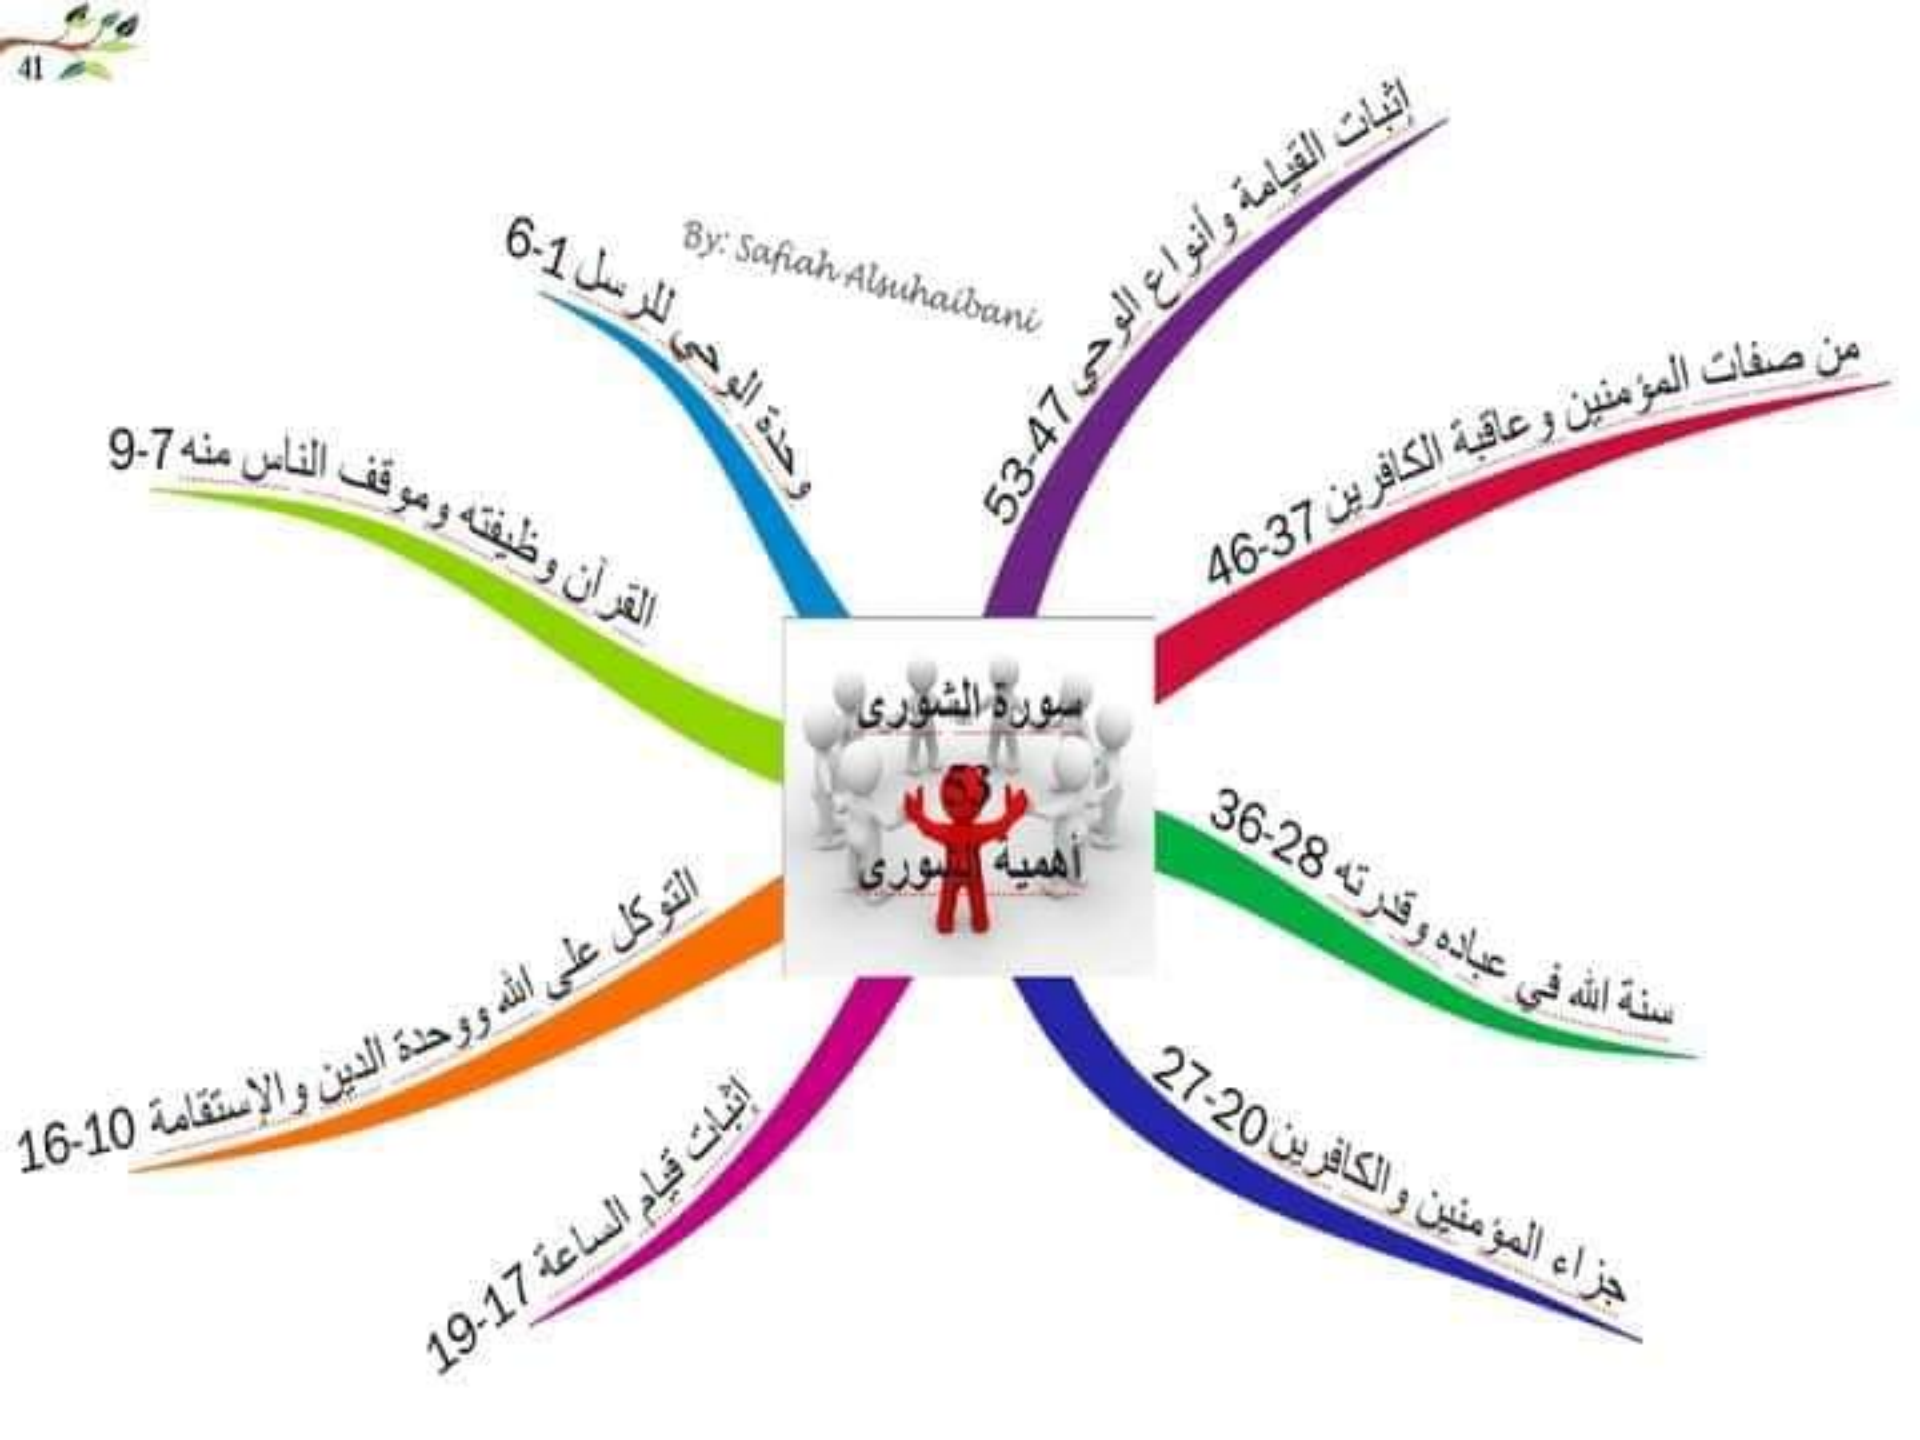 41
By: Safiah Alsuhaibani
سورة الشورى
53
أهمية الشورى
وحدة الوحي للرسل 1-6
القرآن وظيفته وموقف الناس منه 7-9
التوكل على الله ووحدة الدين والإستقامة 10-16
إثبات قيام الساعة 17-19
جزاء المؤمنين والكافرين 20-27
سنة الله في عباده وقدرته 28-36
من صفات المؤمنين وعاقبة الكافرين 37-46
إثبات القيامة وأنواع الوحي 47-53